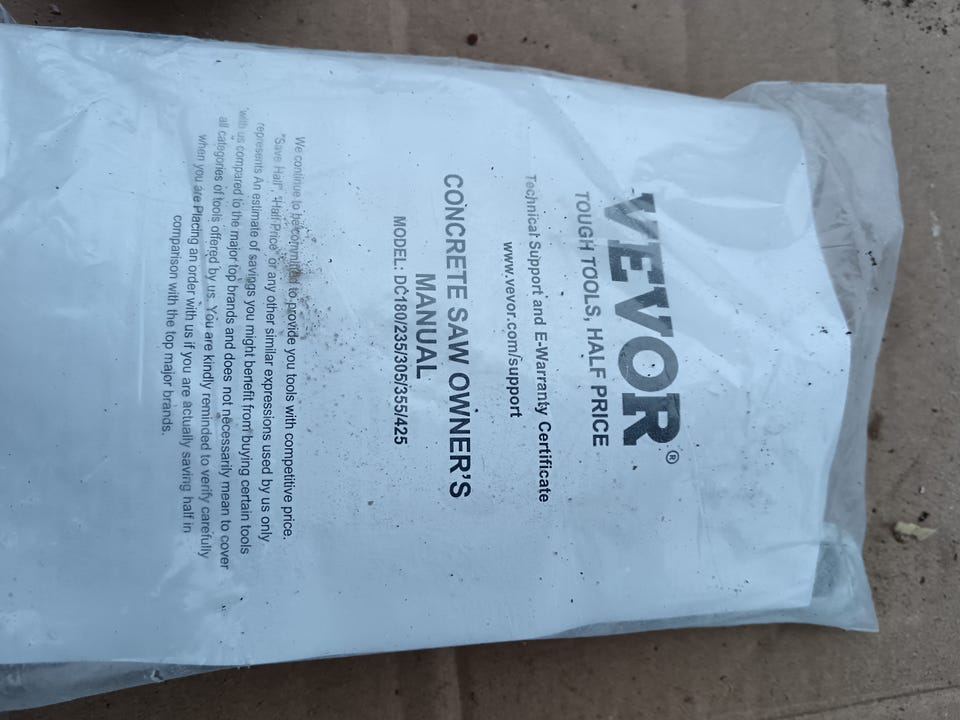 VEVOR®
TOUGH TOOLS, HALF PRICE
Technical Support and E-Warranty Certificate
www.vevor.com/support
CONCRETE SAW OWNER'S
MANUAL
MODEL: DC180/235/305/355/425
We continue to be committed to provide you tools with competitive price.
"Save Half", "Half Price" or any other similar expressions used by us only
represents An estimate of savings you might benefit from buying certain tools
with us compared to the major top brands and does not necessarily mean to cover
all categories of tools offered by us. You are kindly reminded to verify carefully
when you are Placing an order with us if you are actually saving half in
comparison with the top major brands.